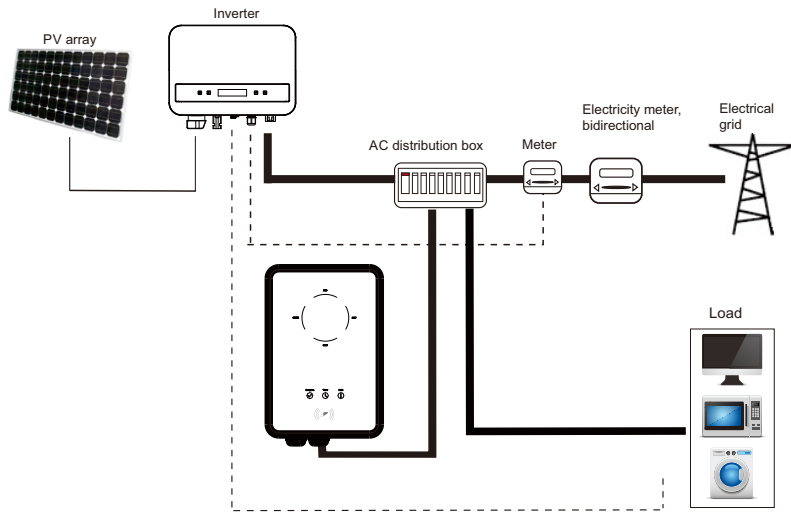 Inverter
PV array
Electricity meter,
bidirectional
Electrical
grid
AC distribution box
Meter
Load